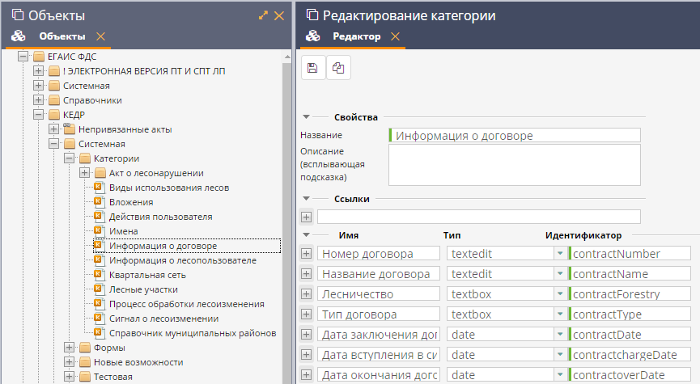 Объекты
Объекты
ЕГАИС ФДС
! ЭЛЕКТРОННАЯ ВЕРСИЯ ПТ И СПТ ЛП
Системная
Справочники
КЕДР
Непривязанные акты
Системная
Категории
Акт о лесонарушении
Виды использования лесов
Вложения
Действия пользователя
Имена
Информация о договоре
Информация о лесопользователе
Квартальная сеть
Лесные участки
Процесс обработки лесоизменения
Сигнал о лесоизменении
Справочник муниципальных районов
Формы
Новые возможности
Тестовая
Редактирование категории
Редактор
Свойства
Название Информация о договоре
Описание
(всплывающая
подсказка)
Ссылки
Имя Тип Идентификатор
Номер договора textedit contractNumber
Название договора textedit contractName
Лесничество textbox contractForestry
Тип договора textbox contractType
Дата заключения дог date contractDate
Дата вступления в си date contractchargeDate
Дата окончания догс date contractoverDate